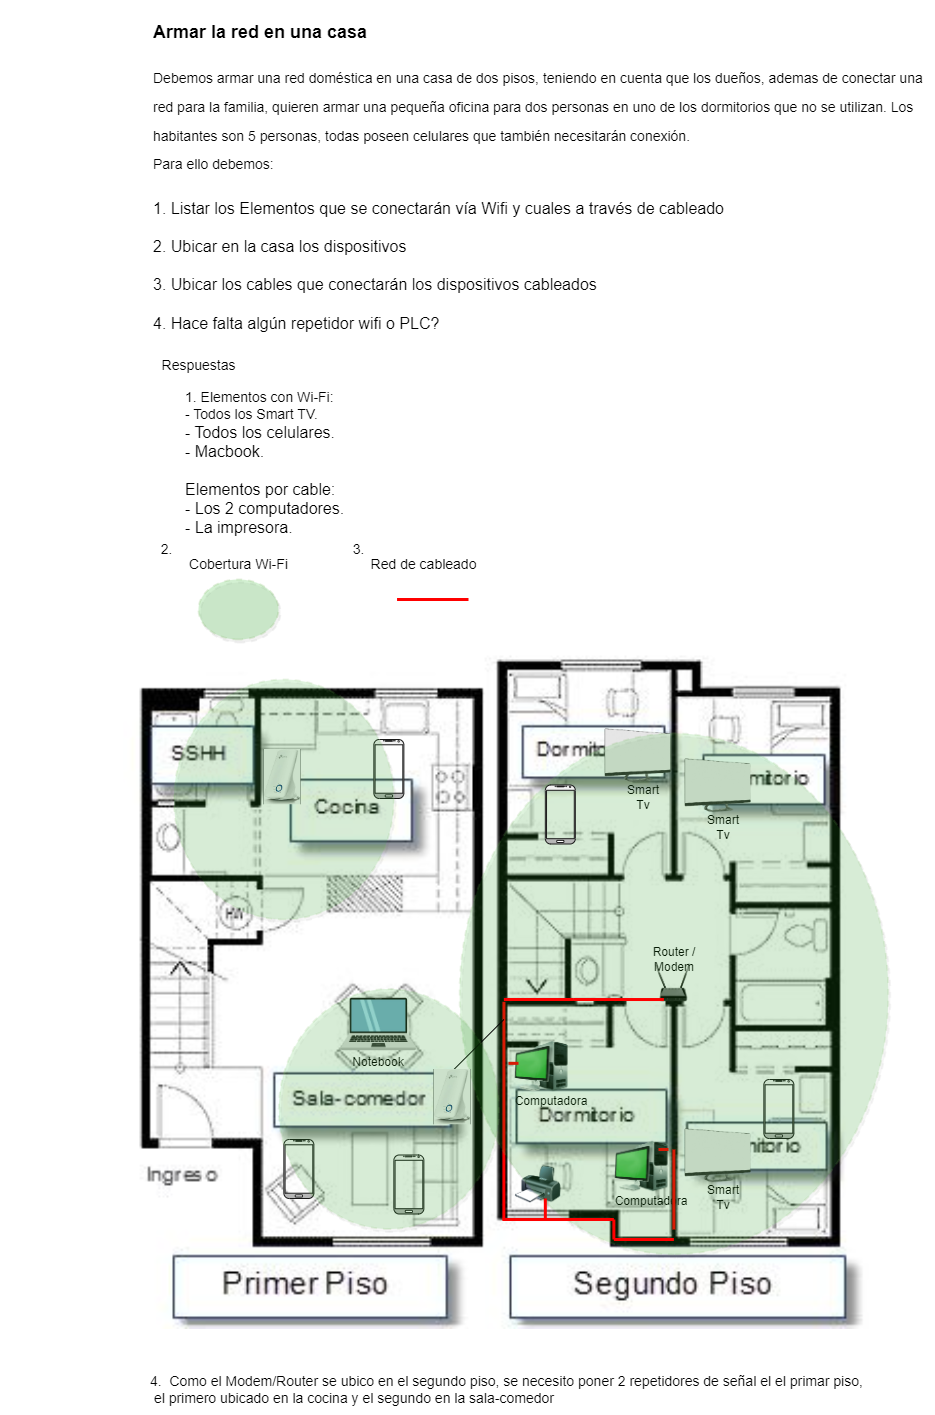 Armar la red en una casa
Debemos armar una red doméstica en una casa de dos pisos, teniendo en cuenta que los dueños, ademas de conectar una
red para la familia, quieren armar una pequeña oficina para dos personas en uno de los dormitorios que no se utilizan. Los
habitantes son 5 personas, todas poseen celulares que también necesitarán conexión.
Para ello debemos:
1. Listar los Elementos que se conectarán vía Wifi y cuales a través de cableado
2. Ubicar en la casa los dispositivos
3. Ubicar los cables que conectarán los dispositivos cableados
4. Hace falta algún repetidor wifi o PLC?
Respuestas
1. Elementos con Wi-Fi:
- Todos los Smart TV.
- Todos los celulares.
- Macbook.
Elementos por cable:
- Los 2 computadores.
- La impresora.
2.
Cobertura Wi-Fi
3.
Red de cableado
SSHH
Cocina
HW
Notebook
Sala-comedor
Ingreso
Primer Piso
Dormito
Smart
Tv
mitorio
Smart
Tv
Router /
Modem
Computadora
Dormitorio
Computadora
nitorio
Smart
Tv
Segundo Piso
4. Como el Modem/Router se ubico en el segundo piso, se necesito poner 2 repetidores de señal el el primar piso,
el primero ubicado en la cocina y el segundo en la sala-comedor